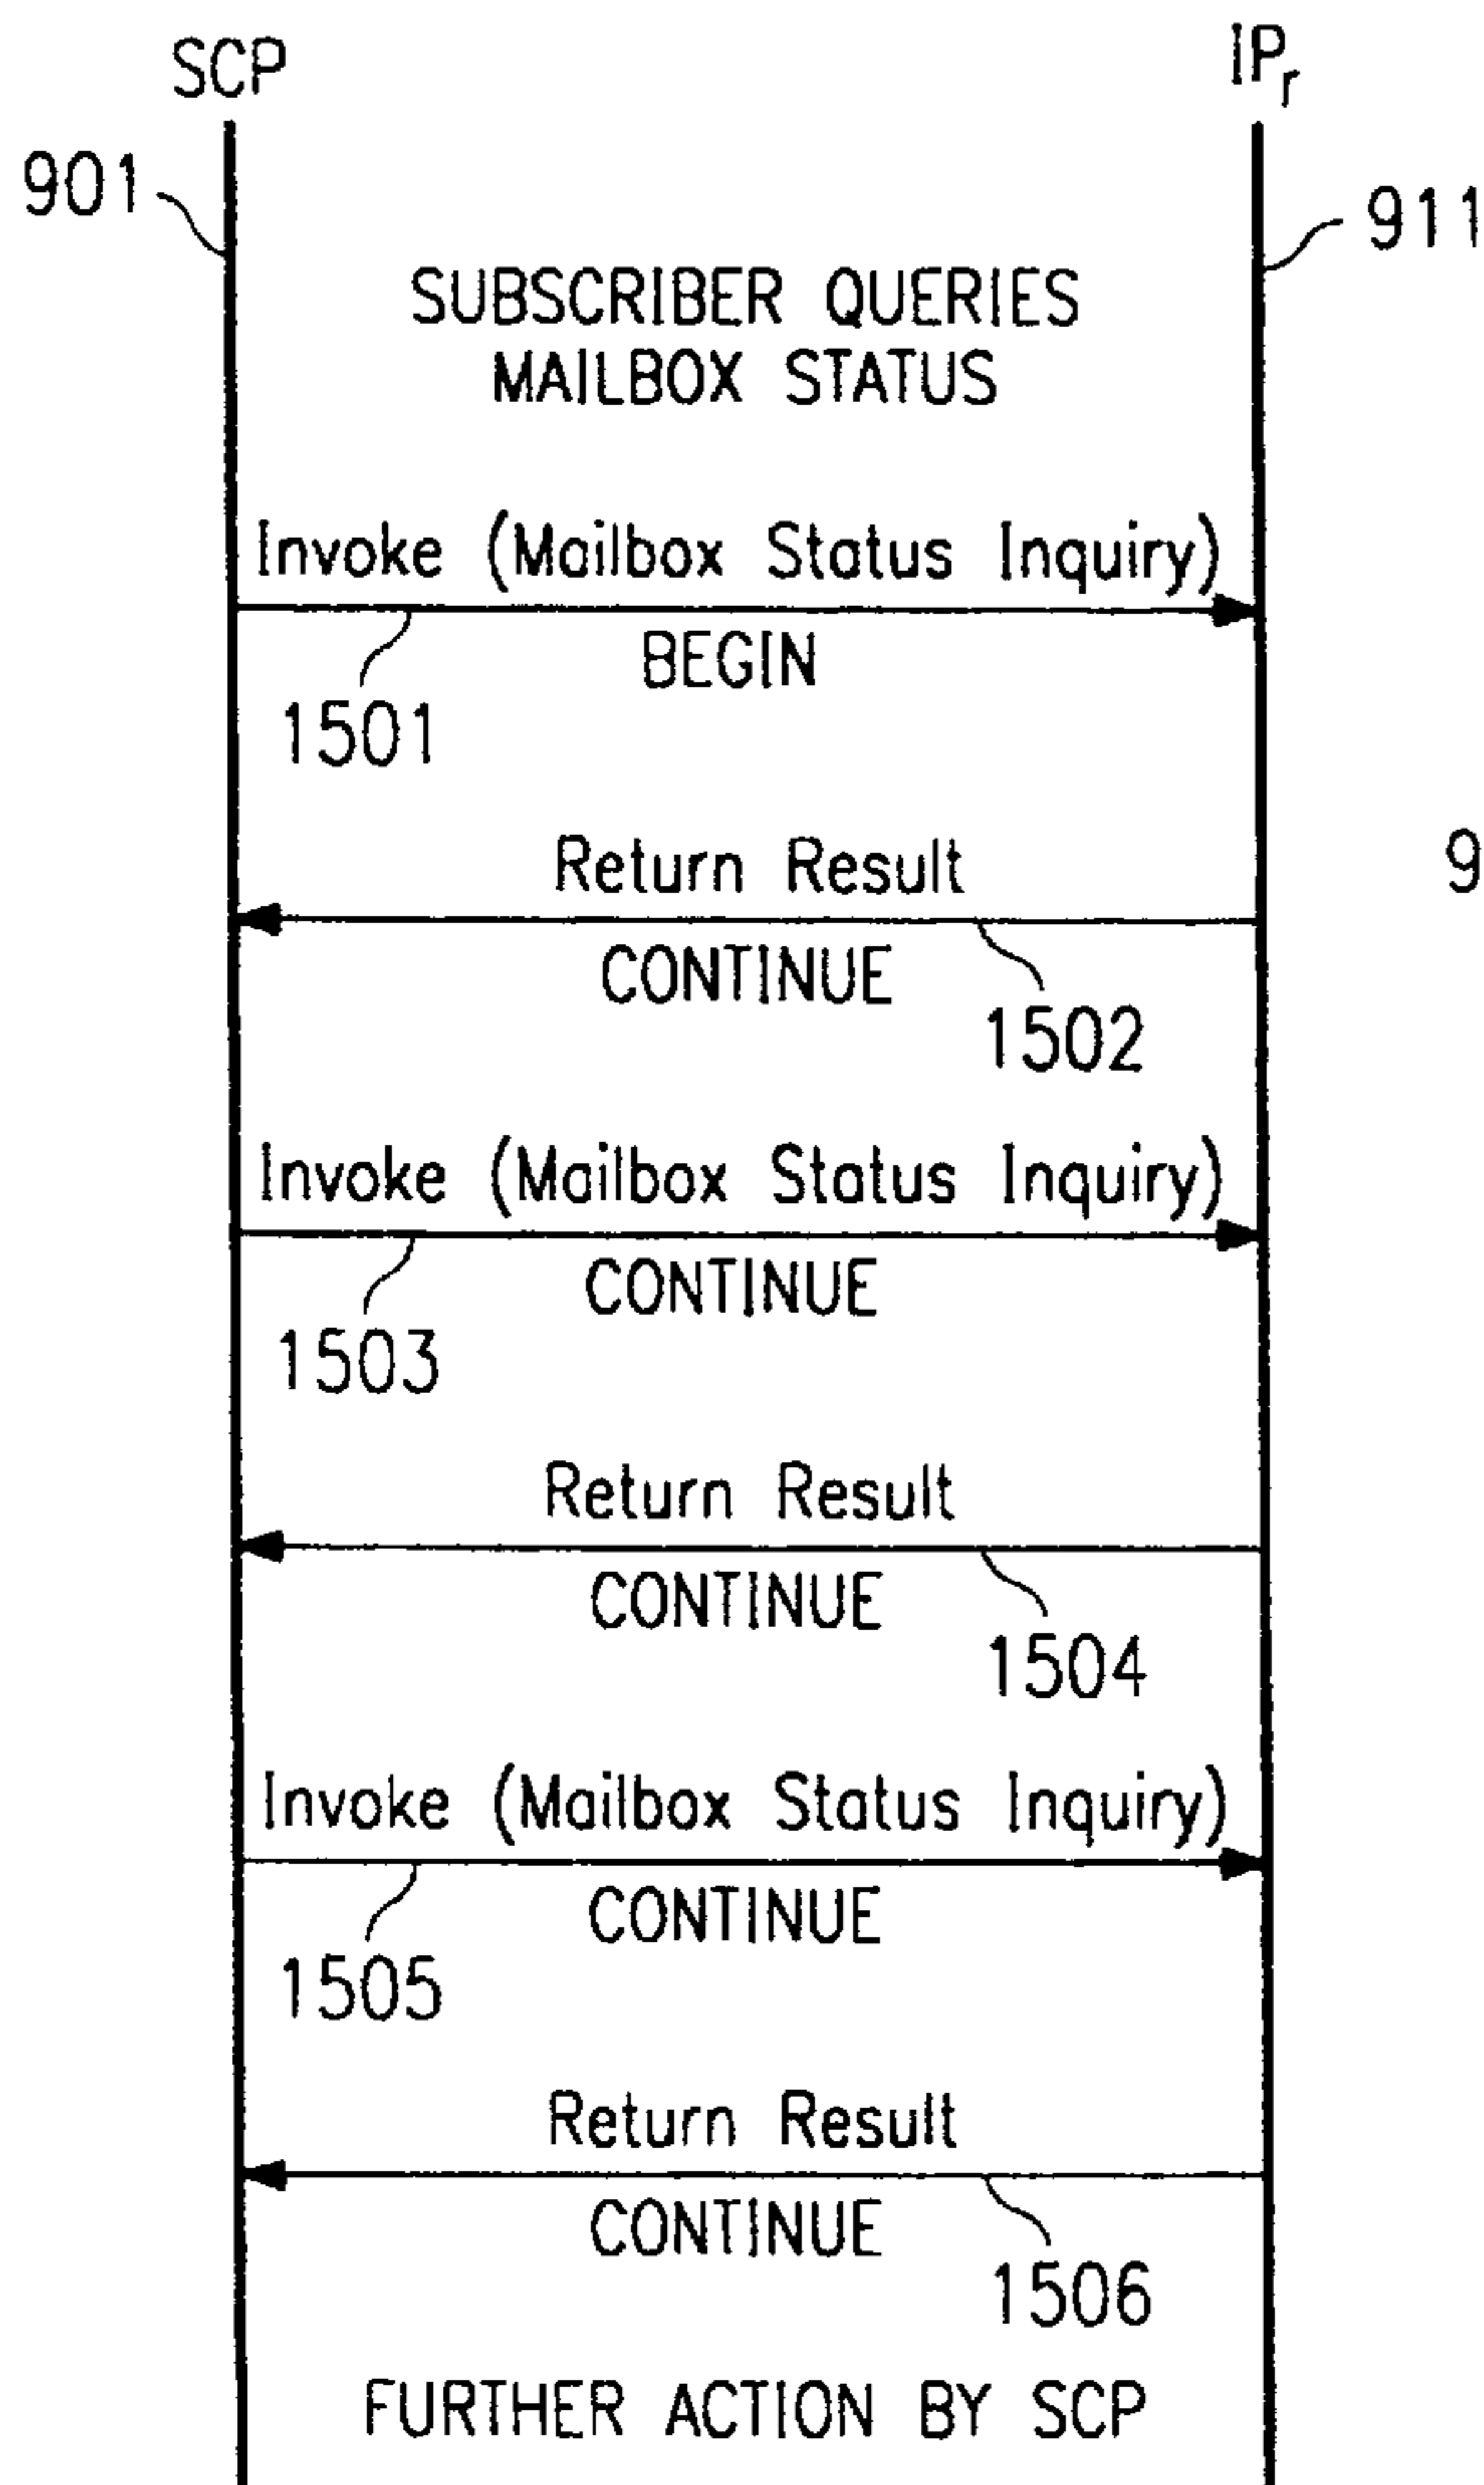 SCP IPr
901
911
SUBSCRIBER QUERIES
MAILBOX STATUS
Invoke (Mailbox Status Inquiry)
BEGIN
1501
Return Result
9
CONTINUE
1502
Invoke (Mailbox Status Inquiry)
CONTINUE
1503
Return Result
CONTINUE
1504
Invoke (Mailbox Status Inquiry)
CONTINUE
1505
Return Result
CONTINUE
1506
FURTHER ACTION BY SCP